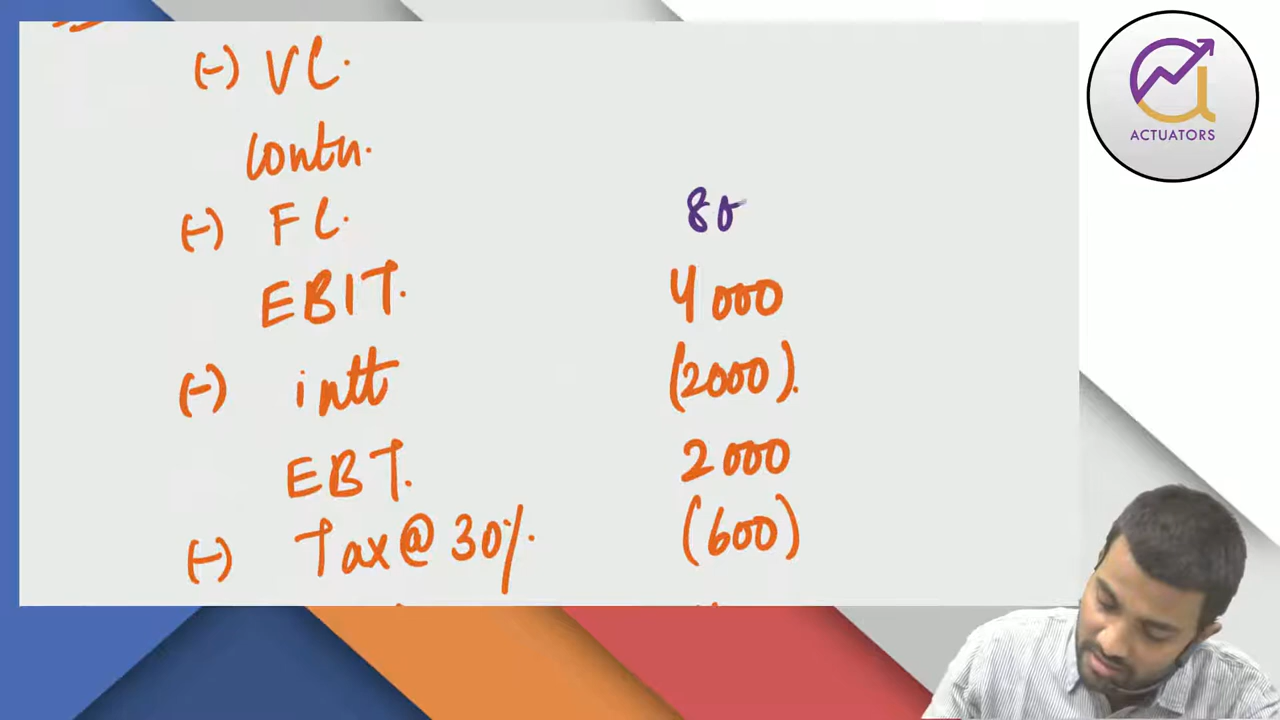 (-) VC.
Contn.
(-) FC. 80
EBIT. 4000
(-) intt (2000).
EBT. 2000
(-) Tax@30%. (600)
ACTUATORS